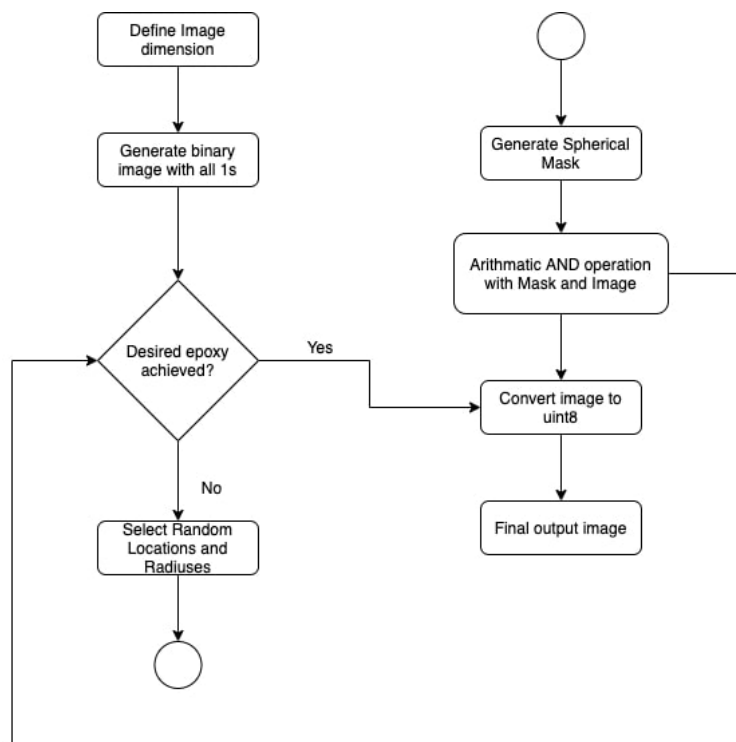 Define Image
dimension
Generate binary
image with all 1s
Desired epoxy
achieved?
Yes
No
Select Random
Locations and
Radiuses
Generate Spherical
Mask
Arithmatic AND operation
with Mask and Image
Convert image to
uint8
Final output image